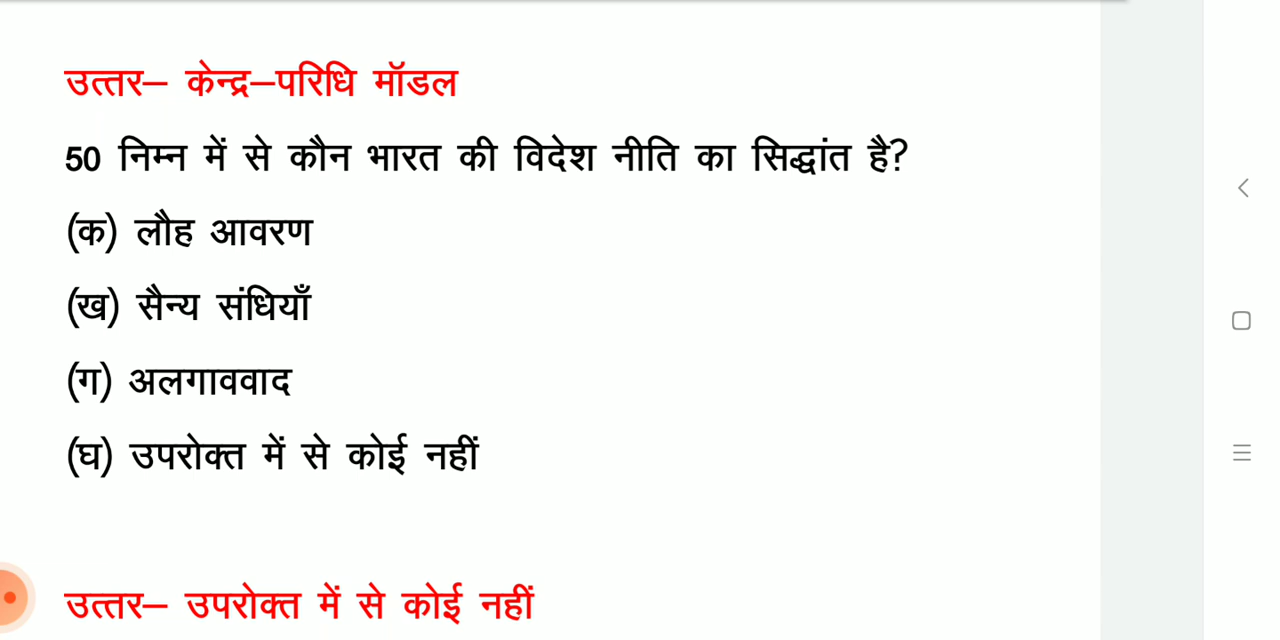 उत्तर– केन्द्र–परिधि मॉडल
50 निम्न में से कौन भारत की विदेश नीति का सिद्धांत है?
(क) लौह आवरण
(ख) सैन्य संधियाँ
(ग) अलगाववाद
(घ) उपरोक्त में से कोई नहीं
उत्तर– उपरोक्त में से कोई नहीं